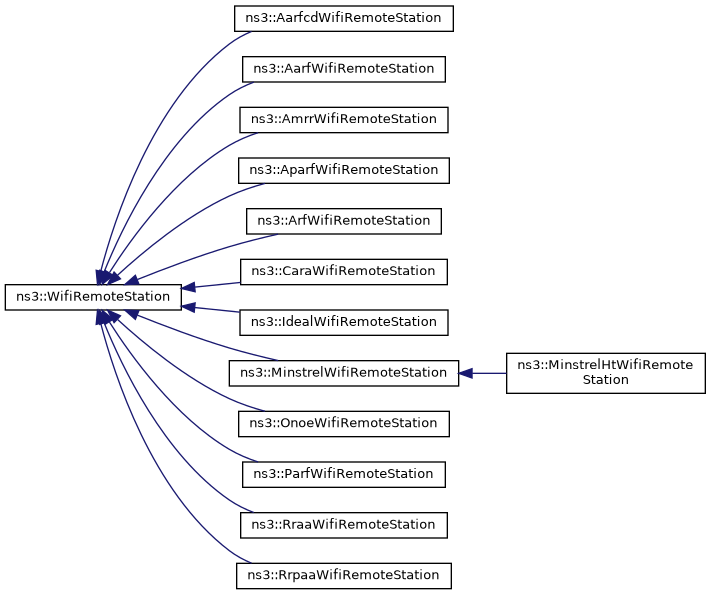 ns3::AarfcdWifiRemoteStation
ns3::AarfWifiRemoteStation
ns3::AmrrWifiRemoteStation
ns3::AparfWifiRemoteStation
ns3::ArfWifiRemoteStation
ns3::CaraWifiRemoteStation
ns3::WifiRemoteStation
ns3::IdealWifiRemoteStation
ns3::MinstrelWifiRemoteStation
ns3::MinstrelHtWifiRemote
Station
ns3::OnoeWifiRemoteStation
ns3::ParfWifiRemoteStation
ns3::RraaWifiRemoteStation
ns3::RrpaaWifiRemoteStation